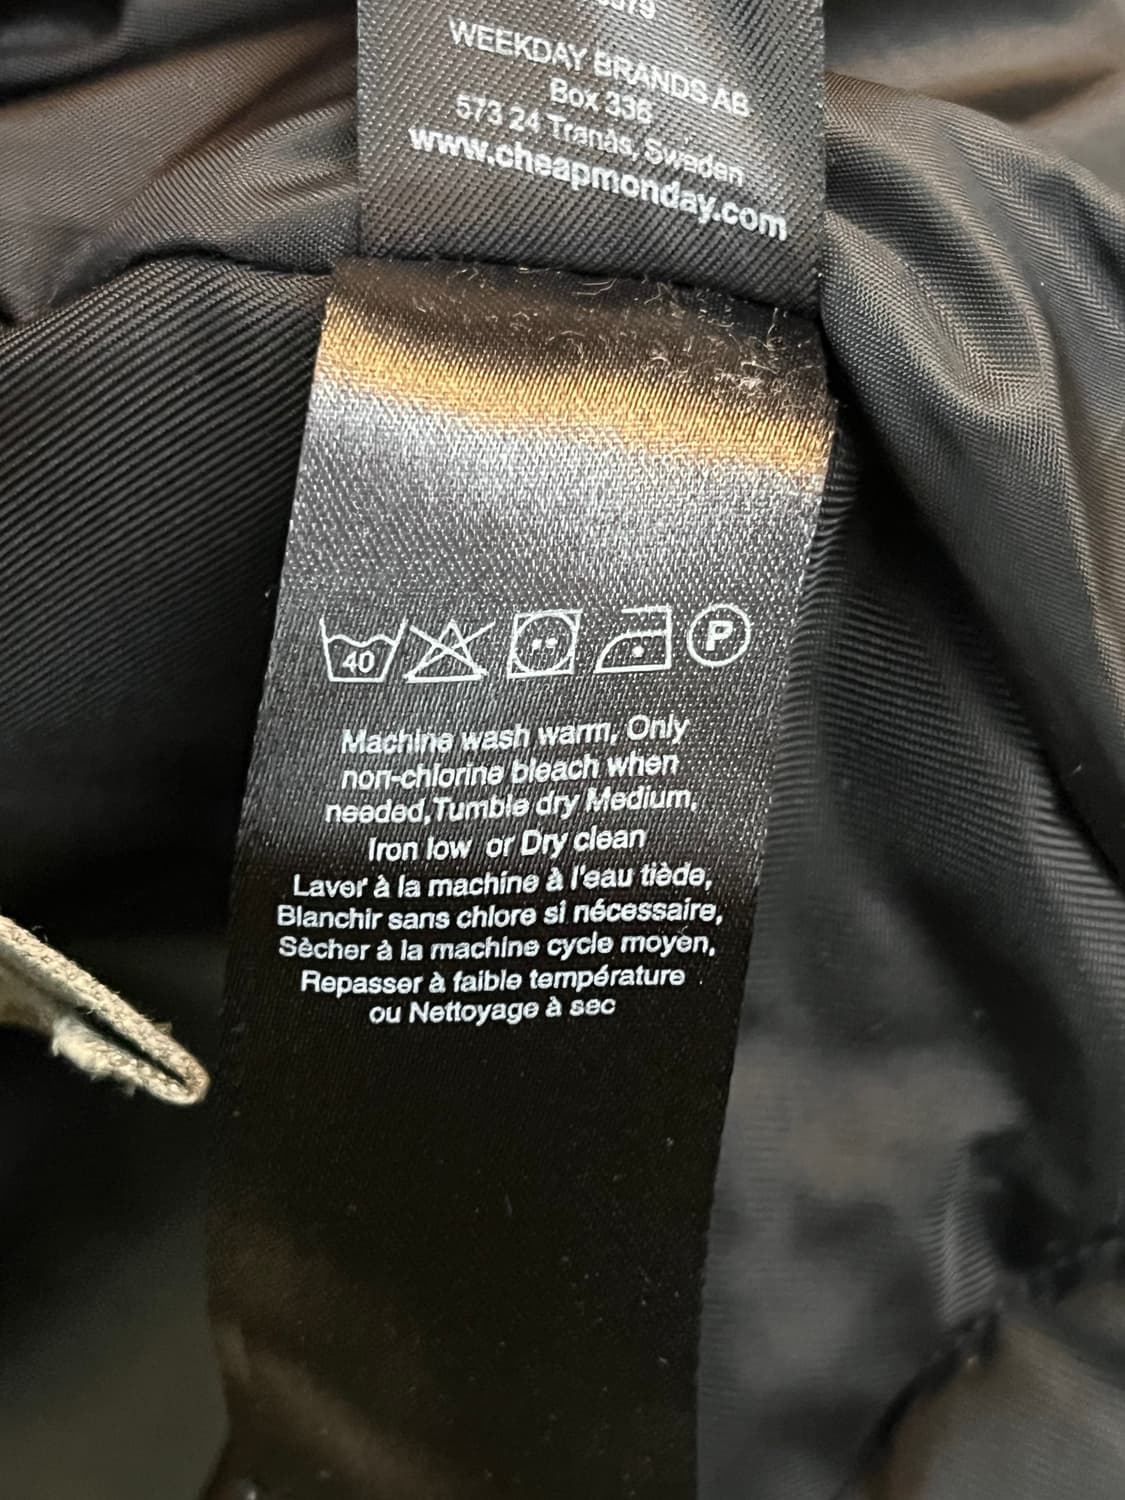 WEEKDAY BRANDS AB
Box 336
573 24 Tranås, Sweden
www.cheapmonday.com
40
P
Machine wash warm, Only
non-chlorine bleach when
needed,Tumble dry Medium,
Iron low or Dry clean
Laver à la machine à l'eau tiède,
Blanchir sans chlore si nécessaire,
Sècher à la machine cycle moyen,
Repasser à faible température
ou Nettoyage à sec